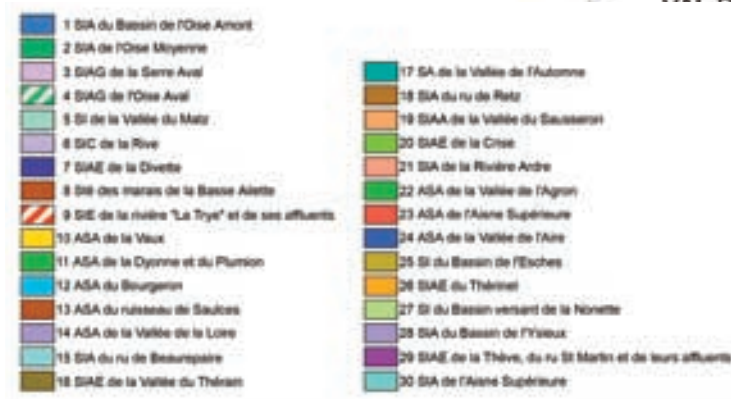 1 SIA du Bassin de l'Oise Amont
2 SIA de l'Oise Moyenne
3 SIAG de la Serre Aval
4 SIAG de l'Oise Aval
5 SI de la Vallée du Matz
6 SIC de la Rive
7 SIAE de la Divette
8 Sté des marais de la Basse Ailette
9 SIE de la rivière "La Trye" et de ses affluents
10 ASA de la Vaux
11 ASA de la Dyonne et du Plumion
12 ASA du Bourgeron
13 ASA du ruisseau de Saulces
14 ASA de la Vallée de la Loire
15 SIA du ru de Beaurepaire
16 SIAE de la Vallée du Thérain
17 SA de la Vallée de l'Automne
18 SIA du ru de Retz
19 SIAA de la Vallée du Sausseron
20 SIAE de la Crise
21 SIA de la Rivière Ardre
22 ASA de la Vallée de l'Agron
23 ASA de l'Aisne Supérieure
24 ASA de la Vallée de l'Aire
25 SI du Bassin de l'Esches
26 SIAE du Thérinet
27 SI du Bassin versant de la Nonette
28 SIA du Bassin de l'Ysieux
29 SIAE de la Thève, du ru St Martin et de leurs affluents
30 SIA de l'Aisne Supérieure